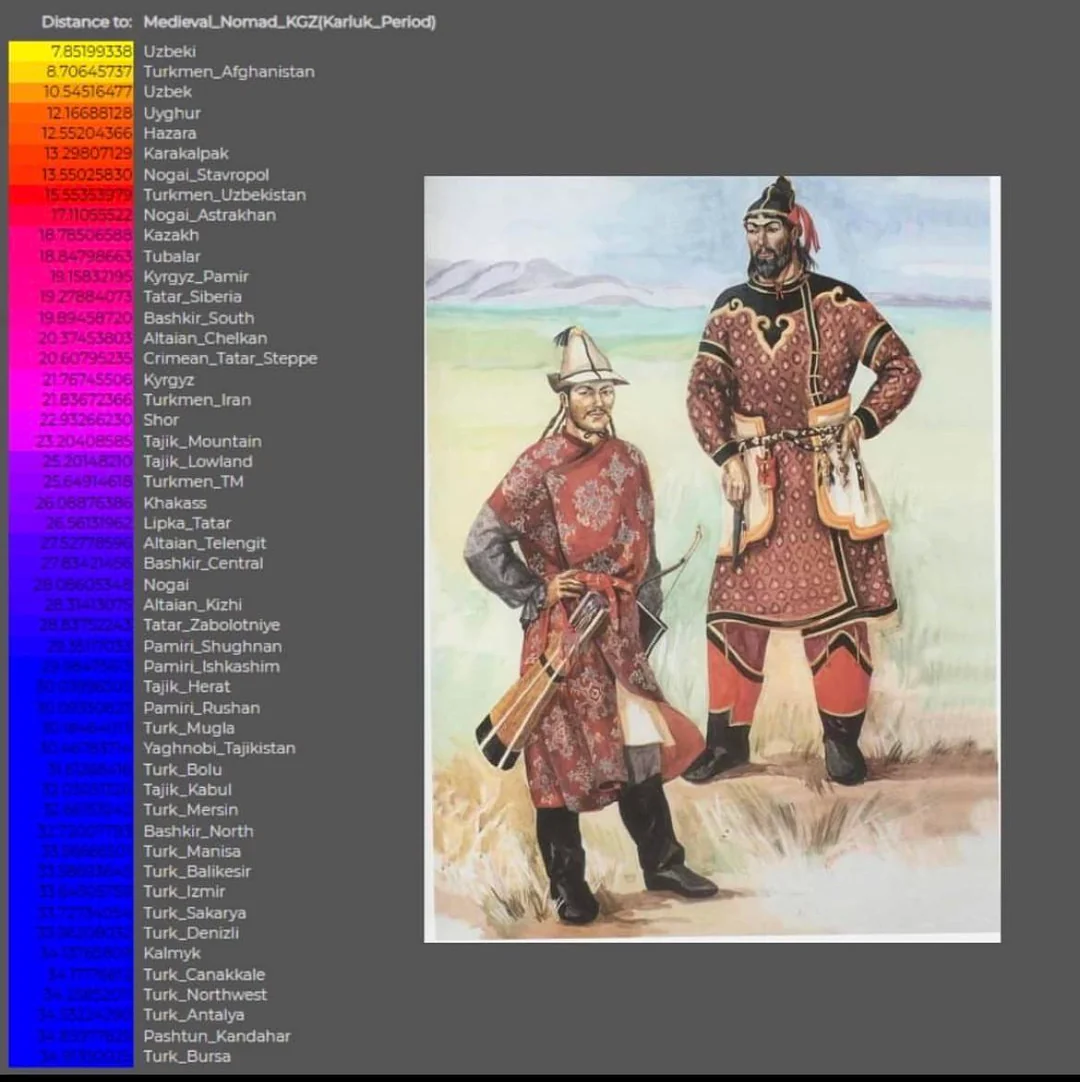 Distance to: Medieval_Nomad_KGZ(Karluk_Period)
7.85199338 Uzbeki
8.70645737 Turkmen_Afghanistan
10.54516477 Uzbek
12.16688128 Uyghur
12.55204366 Hazara
13.29807129 Karakalpak
13.55025830 Nogai_Stavropol
15.55353979 Turkmen_Uzbekistan
17.11055522 Nogai_Astrakhan
18.78506588 Kazakh
18.84798663 Tubalar
19.15832195 Kyrgyz_Pamir
19.27884073 Tatar_Siberia
19.89458720 Bashkir_South
20.37453803 Altaian_Chelkan
20.60795235 Crimean_Tatar_Steppe
21.76745506 Kyrgyz
21.83672366 Turkmen_Iran
22.93266230 Shor
23.20408585 Tajik_Mountain
25.20148210 Tajik_Lowland
25.64914618 Turkmen_TM
26.08876386 Khakass
26.56131962 Lipka_Tatar
27.52778596 Altaian_Telengit
27.83421456 Bashkir_Central
28.08605348 Nogai
28.31413075 Altaian_Kizhi
28.83752243 Tatar_Zabolotniye
Pamiri_Shughnan
Pamiri_Ishkashim
Tajik_Herat
Pamiri_Rushan
Turk_Mugla
Yaghnobi_Tajikistan
Turk_Bolu
Tajik_Kabul
Turk_Mersin
Bashkir_North
Turk_Manisa
Turk_Balikesir
Turk_Izmir
Turk_Sakarya
Turk_Denizli
Kalmyk
Turk_Canakkale
Turk_Northwest
Turk_Antalya
Pashtun_Kandahar
Turk_Bursa